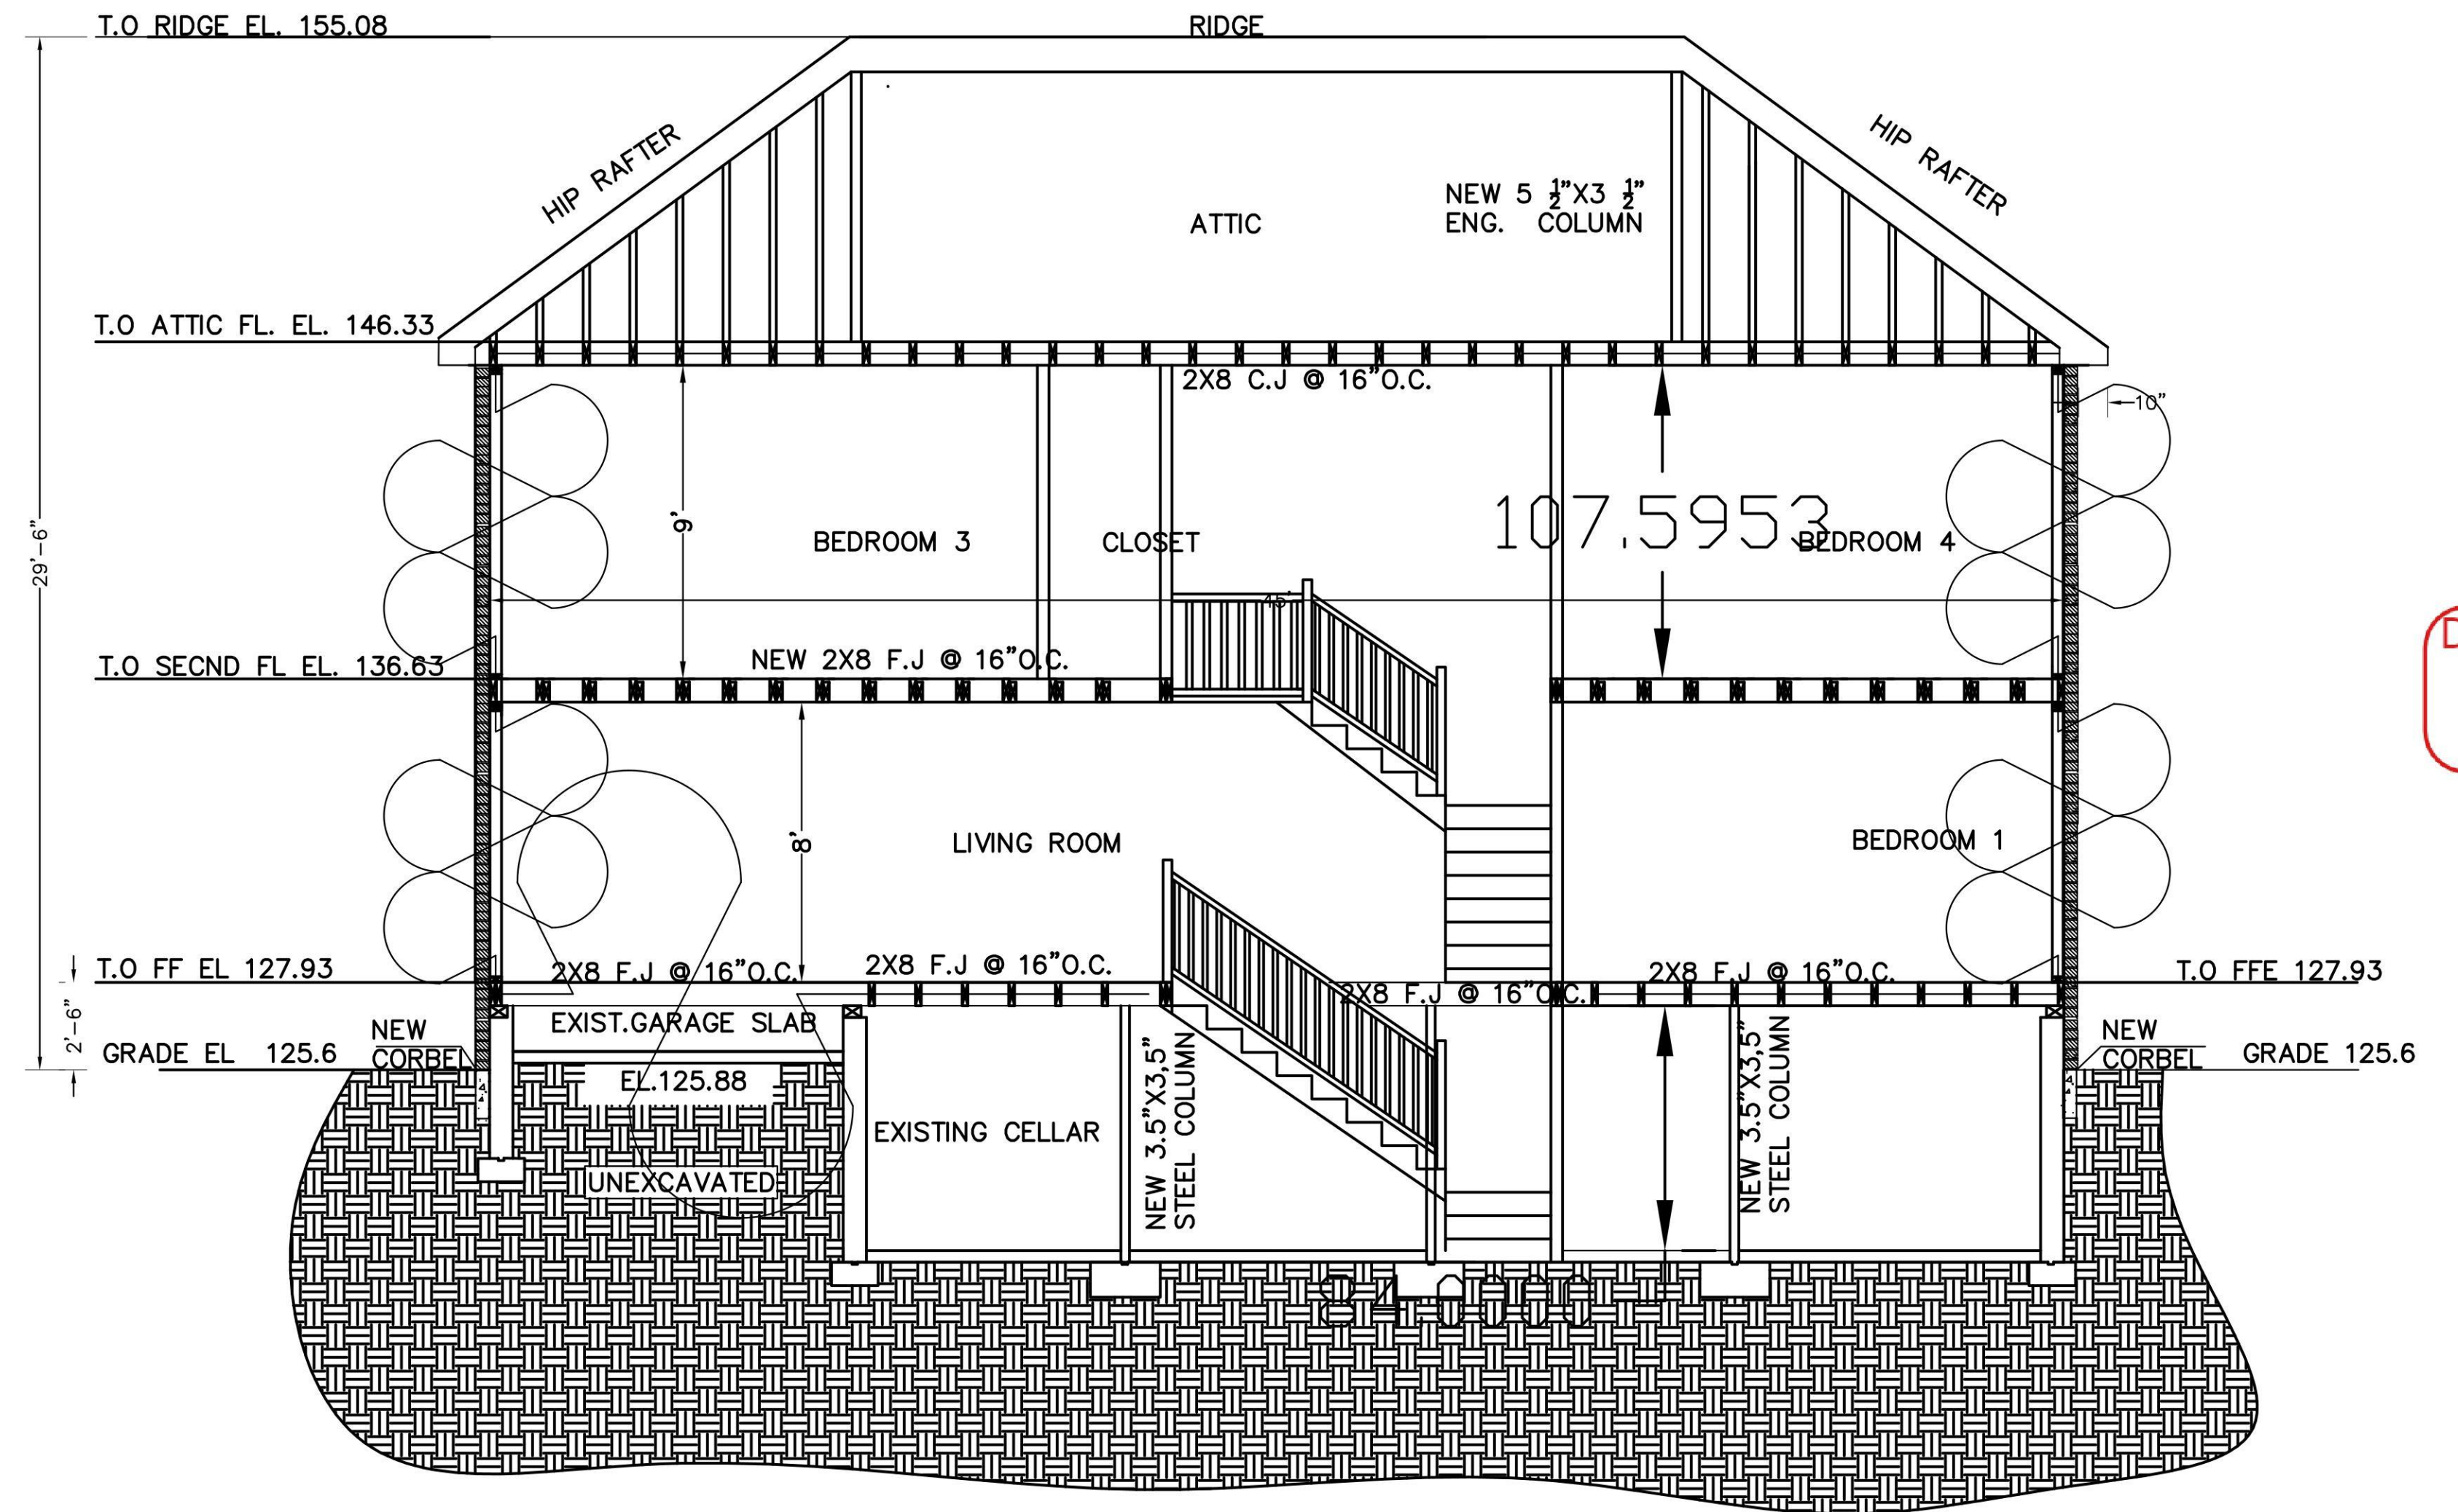 T.O RIDGE EL. 155.08
RIDGE
HIP RAFTER
HIP RAFTER
NEW 5 ½"X3 ½"
ENG. COLUMN
ATTIC
T.O ATTIC FL. EL. 146.33
2X8 C.J @ 16"O.C.
10"
29'-6"
9'
107.5953
BEDROOM 3
CLOSET
BEDROOM 4
45'
T.O SECND FL EL. 136.63
NEW 2X8 F.J @ 16"O.C.
8'
LIVING ROOM
BEDROOM 1
T.O FF EL 127.93
2X8 F.J @ 16"O.C.
2X8 F.J @ 16"O.C.
2X8 F.J @ 16"O.C.
2X8 F.J @ 16"O.C.
T.O FFE 127.93
2'-6"
NEW
CORBEL
EXIST.GARAGE SLAB
NEW
CORBEL
GRADE EL 125.6
GRADE 125.6
EL.125.88
EXISTING CELLAR
NEW 3.5"X3,5"
STEEL COLUMN
NEW 3.5"X3,5"
STEEL COLUMN
UNEXCAVATED
84.0000
D